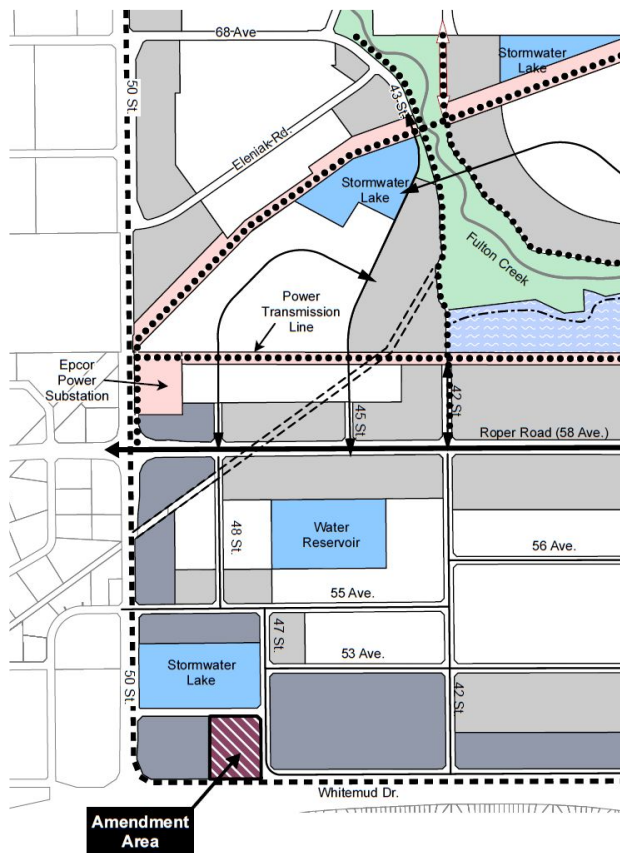 68 Ave
Stormwater
Lake
50 St.
43 St.
Eleniak Rd.
Stormwater
Lake
Fulton Creek
Power
Transmission
Line
Epcor
Power
Substation
45 St.
42 St.
Roper Road (58 Ave.)
48 St.
Water
Reservoir
56 Ave.
55 Ave.
47 St.
53 Ave.
Stormwater
Lake
50 St.
42 St.
Whitemud Dr.
Amendment
Area